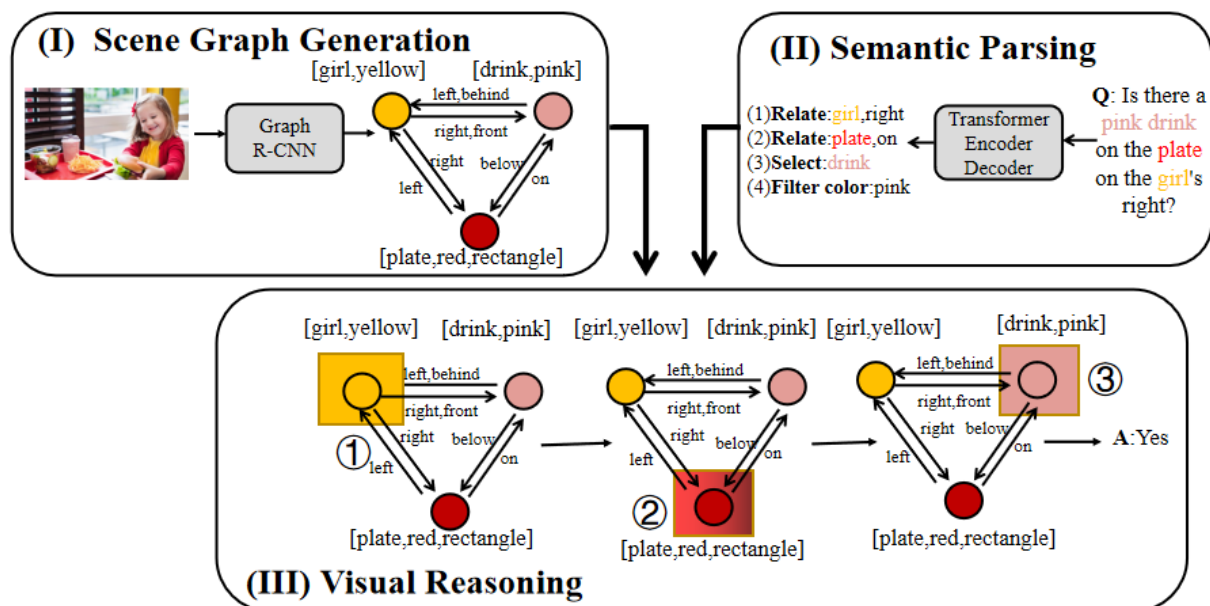 (I) Scene Graph Generation
[girl,yellow]
[drink,pink]
left,behind
right,front
right
below
left
on
[plate,red,rectangle]
Graph
R-CNN
(II) Semantic Parsing
(1)Relate:girl,right
(2)Relate:plate,on
(3)Select:drink
(4)Filter color:pink
Transformer
Encoder
Decoder
Q: Is there a
pink drink
on the plate
on the girl's
right?
[girl,yellow]
[drink,pink]
left,behind
right,front
right
below
left
on
①
[plate,red,rectangle]
[girl,yellow]
[drink,pink]
left,behind
right,front
right
below
left
on
②
[plate,red,rectangle]
[girl,yellow]
[drink,pink]
left,behind
right,front
right
below
left
on
③
[plate,red,rectangle]
A:Yes
(III) Visual Reasoning